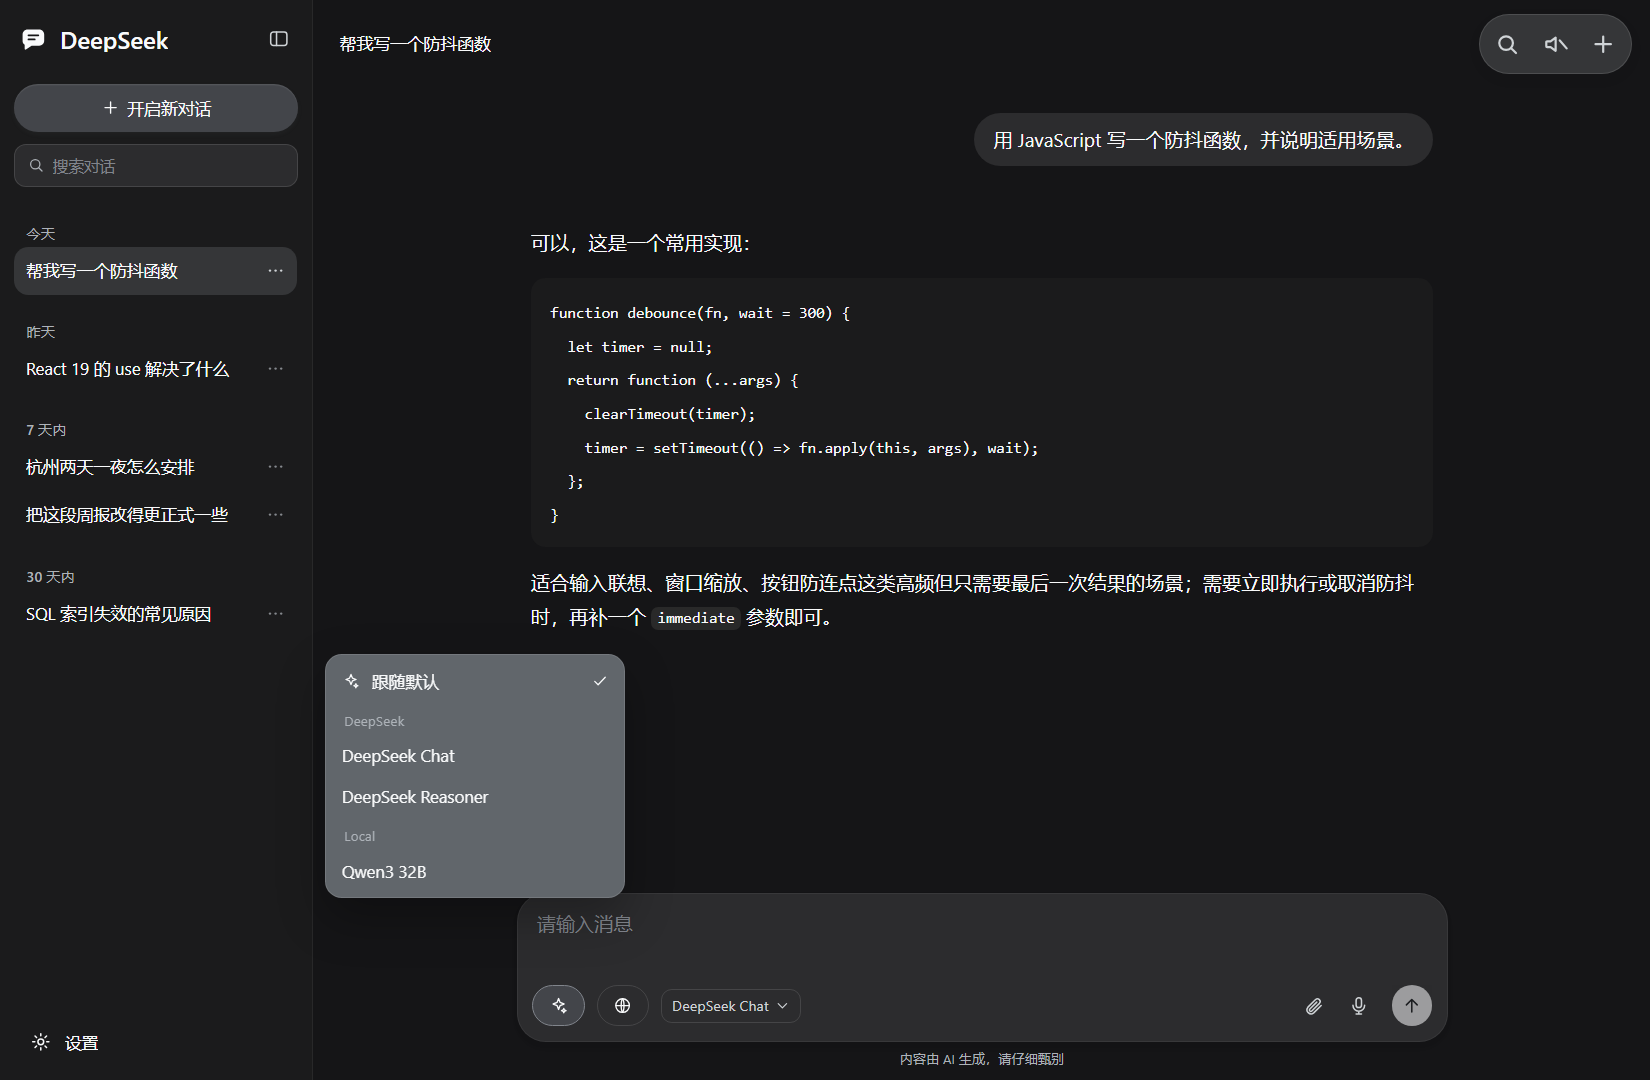 DeepSeek
开启新对话
搜索对话
今天
帮我写一个防抖函数
昨天
React 19 的 use 解决了什么
7 天内
杭州两天一夜怎么安排
把这段周报改得更正式一些
30 天内
SQL 索引失效的常见原因
设置
帮我写一个防抖函数
用 JavaScript 写一个防抖函数，并说明适用场景。
可以，这是一个常用实现：
function debounce(fn, wait = 300) {
  let timer = null;
  return function (...args) {
    clearTimeout(timer);
    timer = setTimeout(() => fn.apply(this, args), wait);
  };
}
适合输入联想、窗口缩放、按钮防连点这类高频但只需要最后一次结果的场景；需要立即执行或取消防抖
时，再补一个 immediate 参数即可。
跟随默认
DeepSeek
DeepSeek Chat
DeepSeek Reasoner
Local
Qwen3 32B
请输入消息
DeepSeek Chat
内容由 AI 生成，请仔细甄别